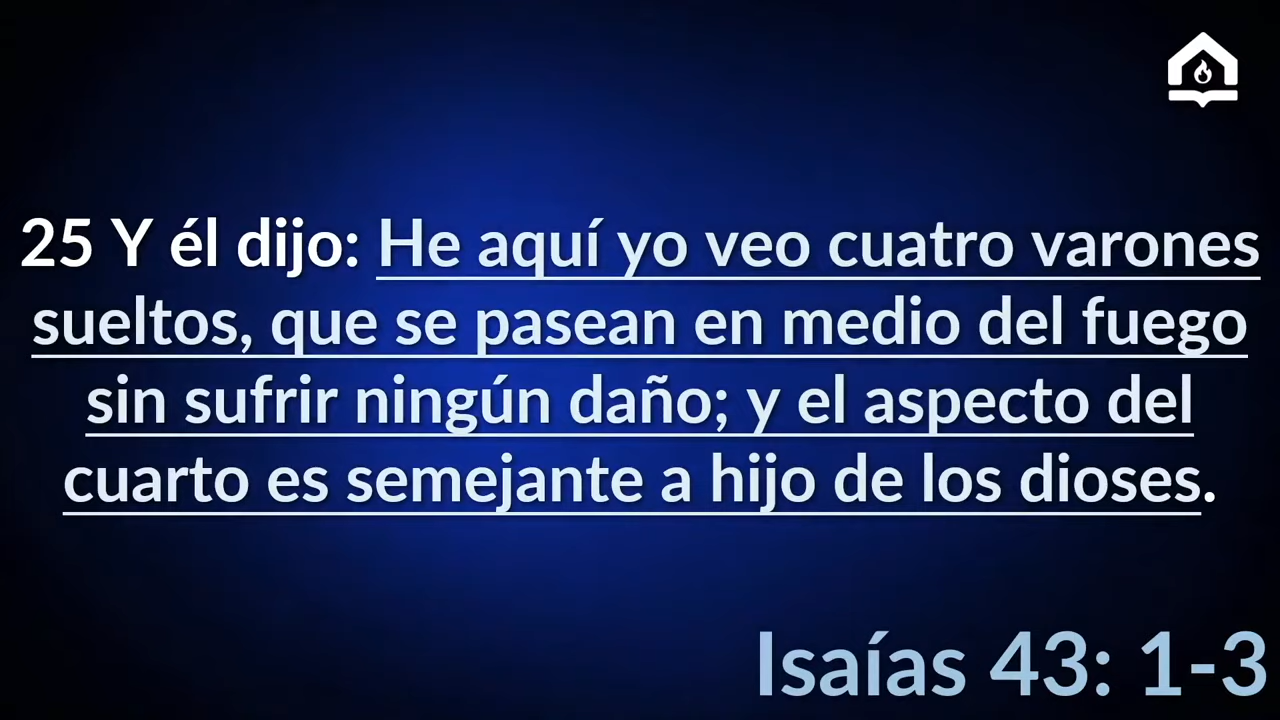 25 Y él dijo: He aquí yo veo cuatro varones
sueltos, que se pasean en medio del fuego
sin sufrir ningún daño; y el aspecto del
cuarto es semejante a hijo de los dioses.
Isaías 43: 1-3